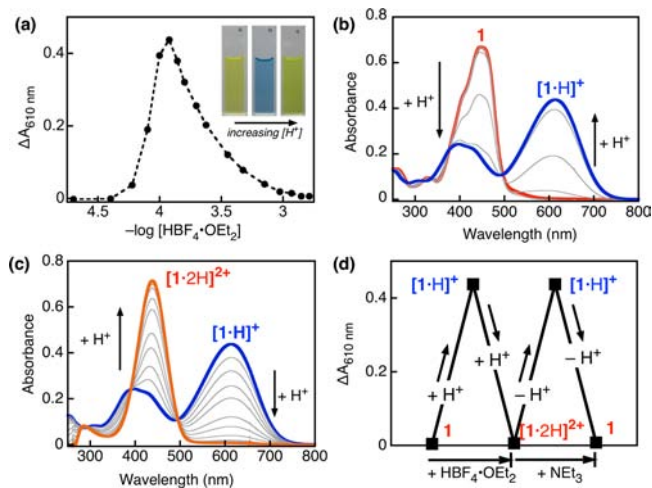 (a)
ΔA610 nm
0.4
0.2
0
4.5
4
3.5
3
–log [HBF4•OEt2]
increasing [H+]
(b)
Absorbance
0.6
0.4
0.2
0
1
[1·H]+
+ H+
+ H+
300
400
500
600
700
800
Wavelength (nm)
(c)
Absorbance
0.8
0.6
0.4
0.2
0
[1·2H]2+
[1·H]+
+ H+
+ H+
300
400
500
600
700
800
Wavelength (nm)
(d)
ΔA610 nm
0.4
0.2
0
[1·H]+
[1·H]+
+ H+
+ H+
– H+
– H+
1
[1·2H]2+
1
+ HBF4•OEt2
+ NEt3